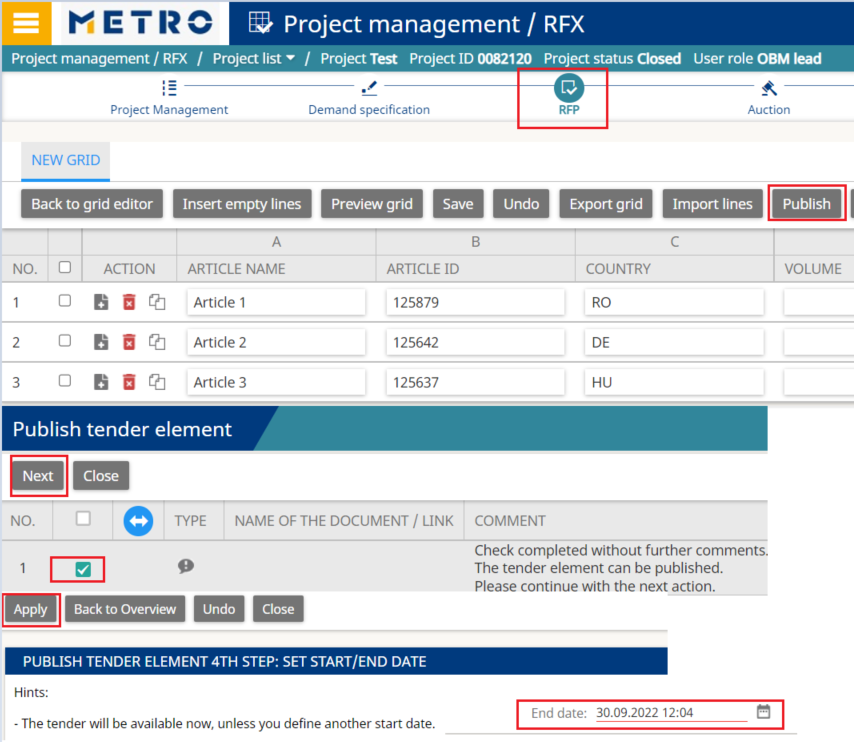 METRO Project management / RFX
Project management / RFX / Project list / Project Test Project ID 0082120 Project status Closed User role OBM lead
Project Management Demand specification RFP Auction
NEW GRID
Back to grid editor Insert empty lines Preview grid Save Undo Export grid Import lines Publish
A B C
NO. ACTION ARTICLE NAME ARTICLE ID COUNTRY VOLUME
1 Article 1 125879 RO
2 Article 2 125642 DE
3 Article 3 125637 HU
Publish tender element
Next Close
NO. TYPE NAME OF THE DOCUMENT / LINK COMMENT
Check completed without further comments.
1 The tender element can be published.
Please continue with the next action.
Apply Back to Overview Undo Close
PUBLISH TENDER ELEMENT 4TH STEP: SET START/END DATE
Hints:
End date: 30.09.2022 12:04
- The tender will be available now, unless you define another start date.